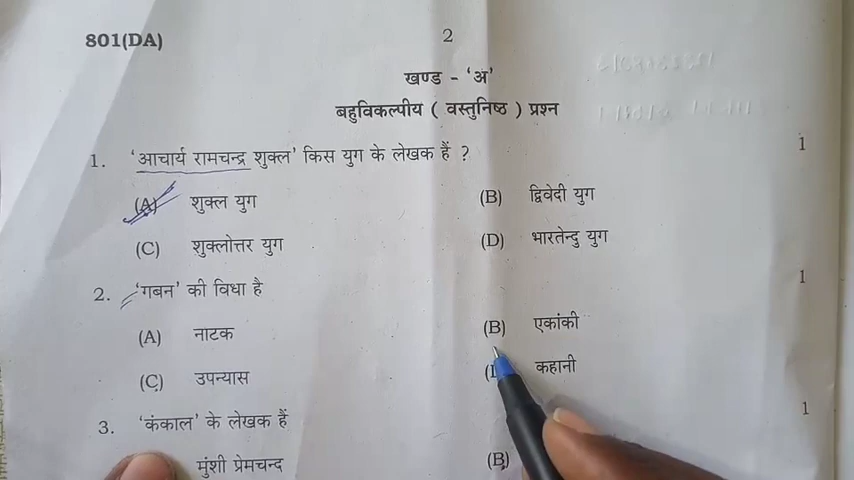 801(DA)
2
खण्ड - 'अ'
बहुविकल्पीय ( वस्तुनिष्ठ ) प्रश्न
1. 'आचार्य रामचन्द्र शुक्ल' किस युग के लेखक हैं ? 1
(A) शुक्ल युग (B) द्विवेदी युग
(C) शुक्लोत्तर युग (D) भारतेन्दु युग
2. 'गबन' की विधा है 1
(A) नाटक (B) एकांकी
(C) उपन्यास कहानी
3. 'कंकाल' के लेखक हैं 1
मुंशी प्रेमचन्द (B)